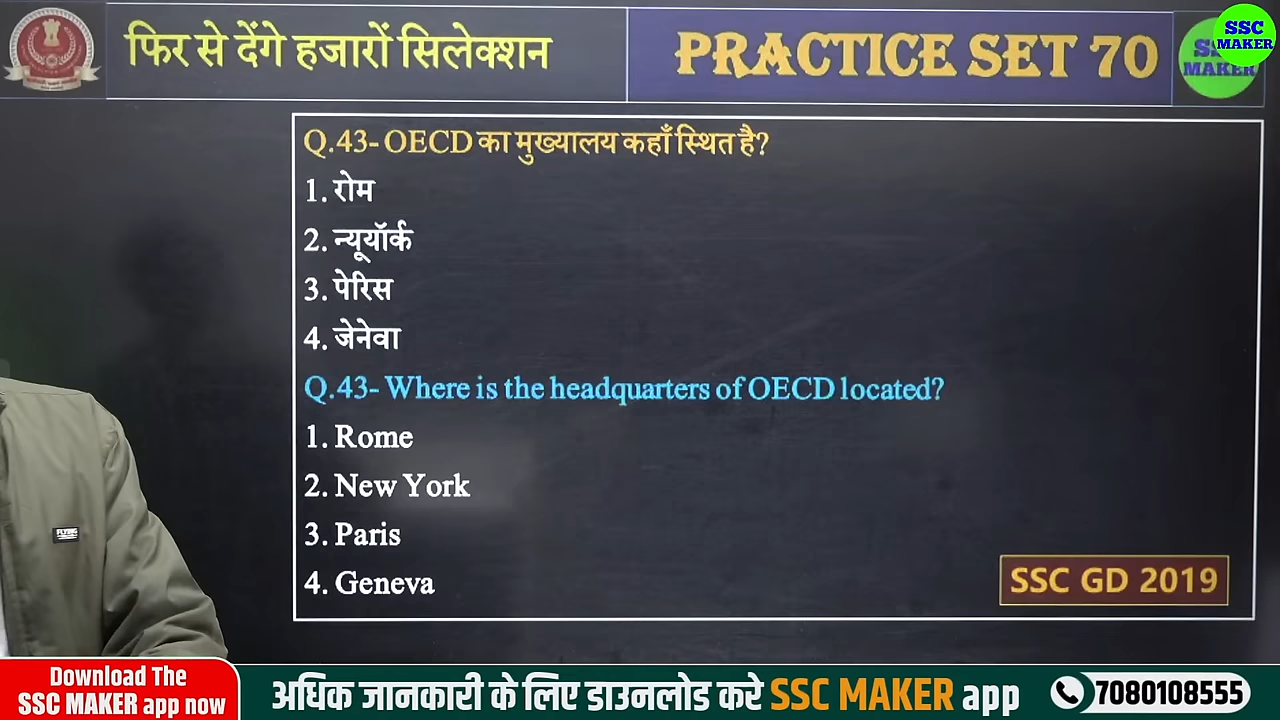 फिर से देंगे हजारों सिलेक्शन
PRACTICE SET 70
SSC
MAKER
Q.43- OECD का मुख्यालय कहाँ स्थित है?
1. रोम
2. न्यूयॉर्क
3. पेरिस
4. जेनेवा
Q.43- Where is the headquarters of OECD located?
1. Rome
2. New York
3. Paris
4. Geneva
SSC GD 2019
FLYING
Download The
SSC MAKER app now
अधिक जानकारी के लिए डाउनलोड करे SSC MAKER app
7080108555